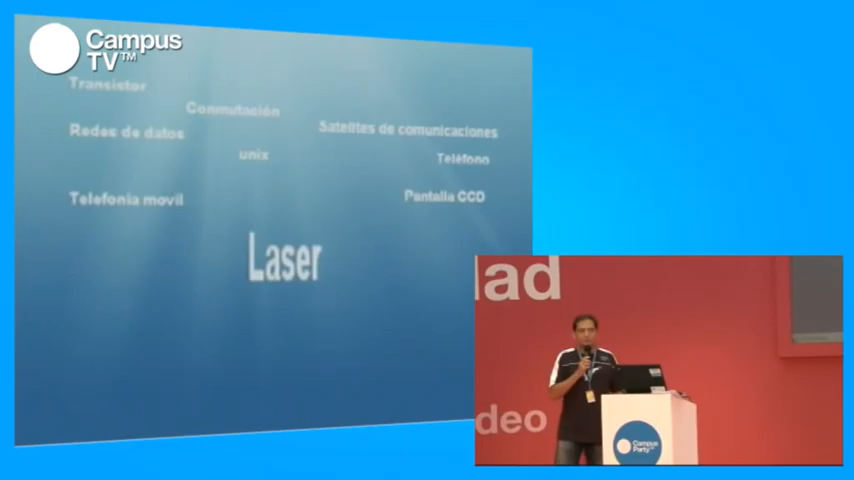 Campus
TV™
Transistor
Conmutación
Redes de datos
Satelites de comunicaciones
unix
Teléfono
Telefonia movil
Pantalla CCD
Laser
dad
deo
Campus
Party™